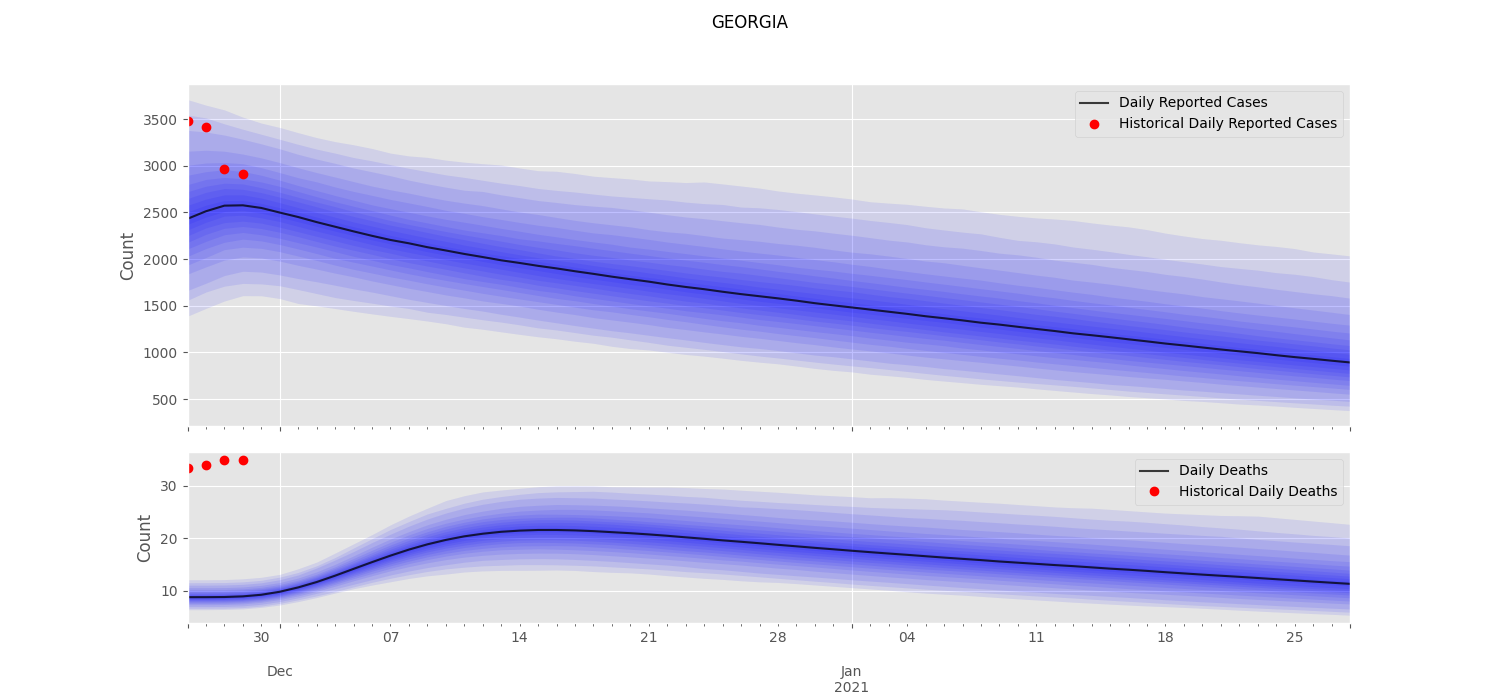 GEORGIA
Daily Reported Cases
Historical Daily Reported Cases
3500
3000
2500
2000
1500
1000
500
Count
Daily Deaths
Historical Daily Deaths
30
20
10
Count
30 07 14 21 28 04 11 18 25
Dec Jan
2021